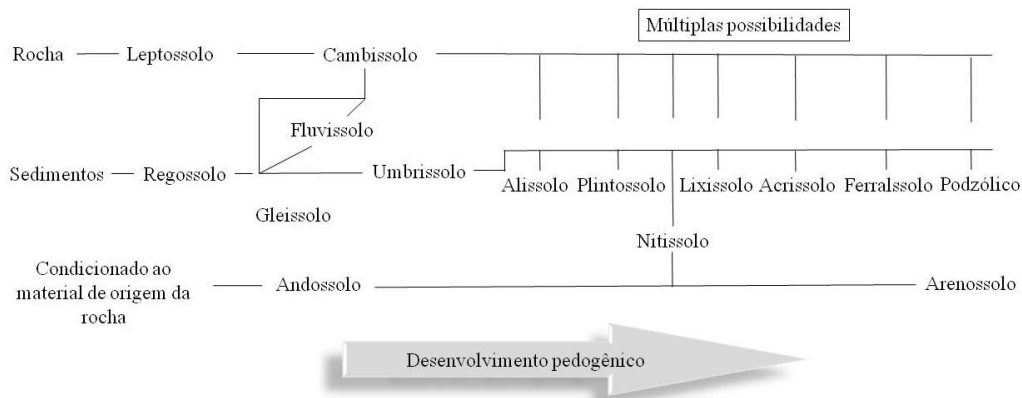 Múltiplas possibilidades
Rocha
Leptossolo
Cambissolo
Fluvissolo
Sedimentos
Regossolo
Umbrissolo
Alissolo
Plintossolo
Lixissolo
Acrissolo
Ferralssolo
Podzólico
Gleissolo
Nitissolo
Condicionado ao
material de origem da
rocha
Andossolo
Arenossolo
Desenvolvimento pedogênico